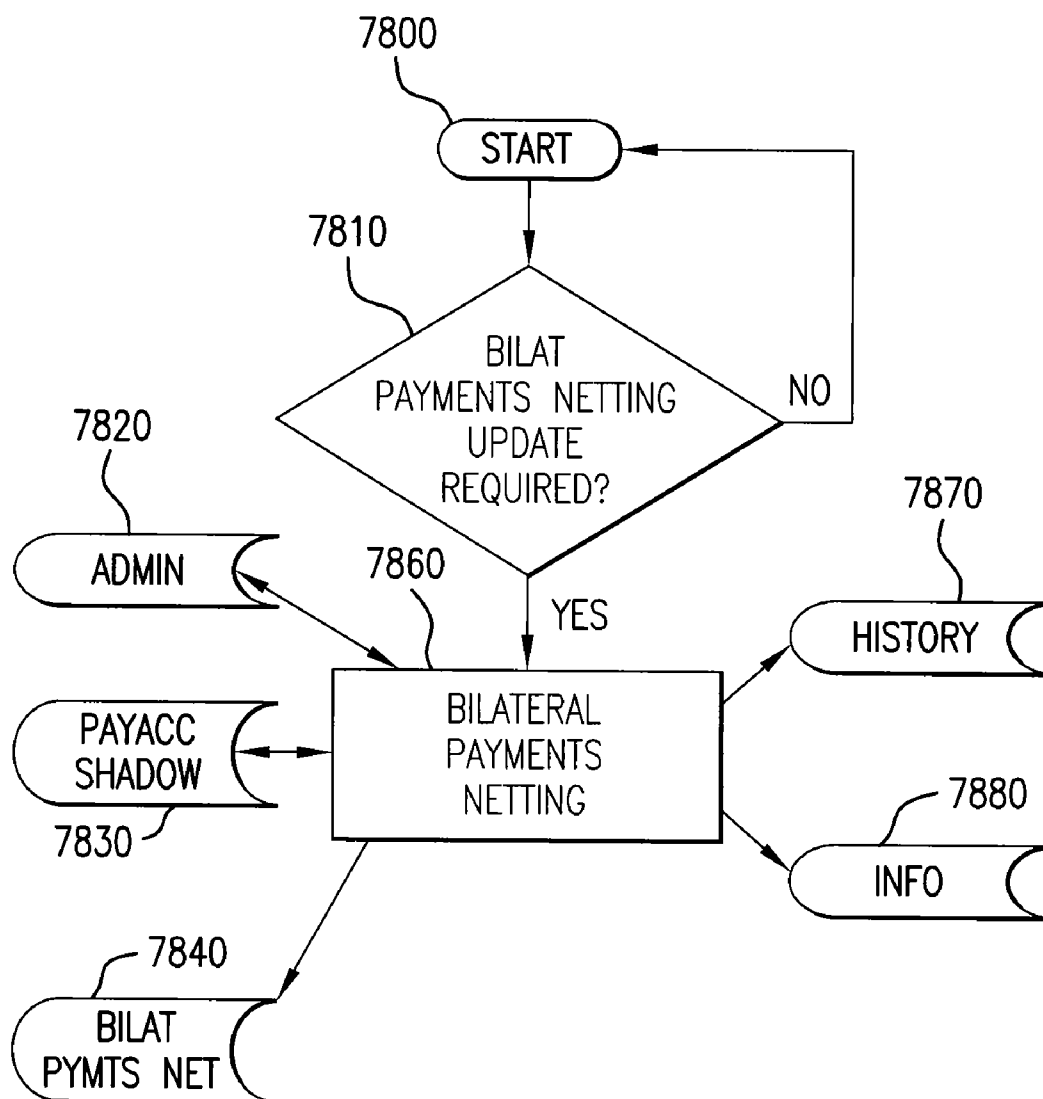 7800
START
7810
BILAT
PAYMENTS NETTING
UPDATE
REQUIRED?
NO
7820
ADMIN
7860
YES
7870
HISTORY
PAYACC
SHADOW
7830
BILATERAL
PAYMENTS
NETTING
7880
INFO
7840
BILAT
PYMTS NET